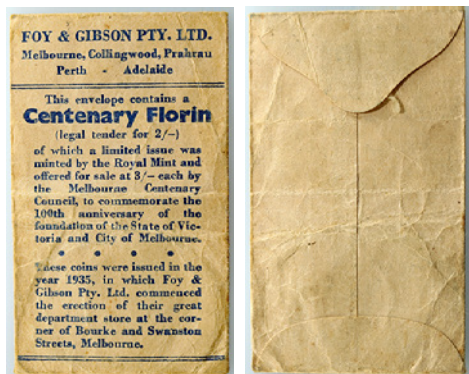 FOY & GIBSON PTY. LTD.
Melbourne, Collingwood, Prahran
Perth - Adelaide
This envelope contains a
Centenary Florin
(legal tender for 2/–)
of which a limited issue was
minted by the Royal Mint and
offered for sale at 3/– each by
the Melbourne Centenary
Council, to commemorate the
100th anniversary of the
foundation of the State of Vic-
toria and City of Melbourne.
These coins were issued in the
year 1935, in which Foy &
Gibson Pty. Ltd. commenced
the erection of their great
department store at the cor-
ner of Bourke and Swanston
Streets, Melbourne.